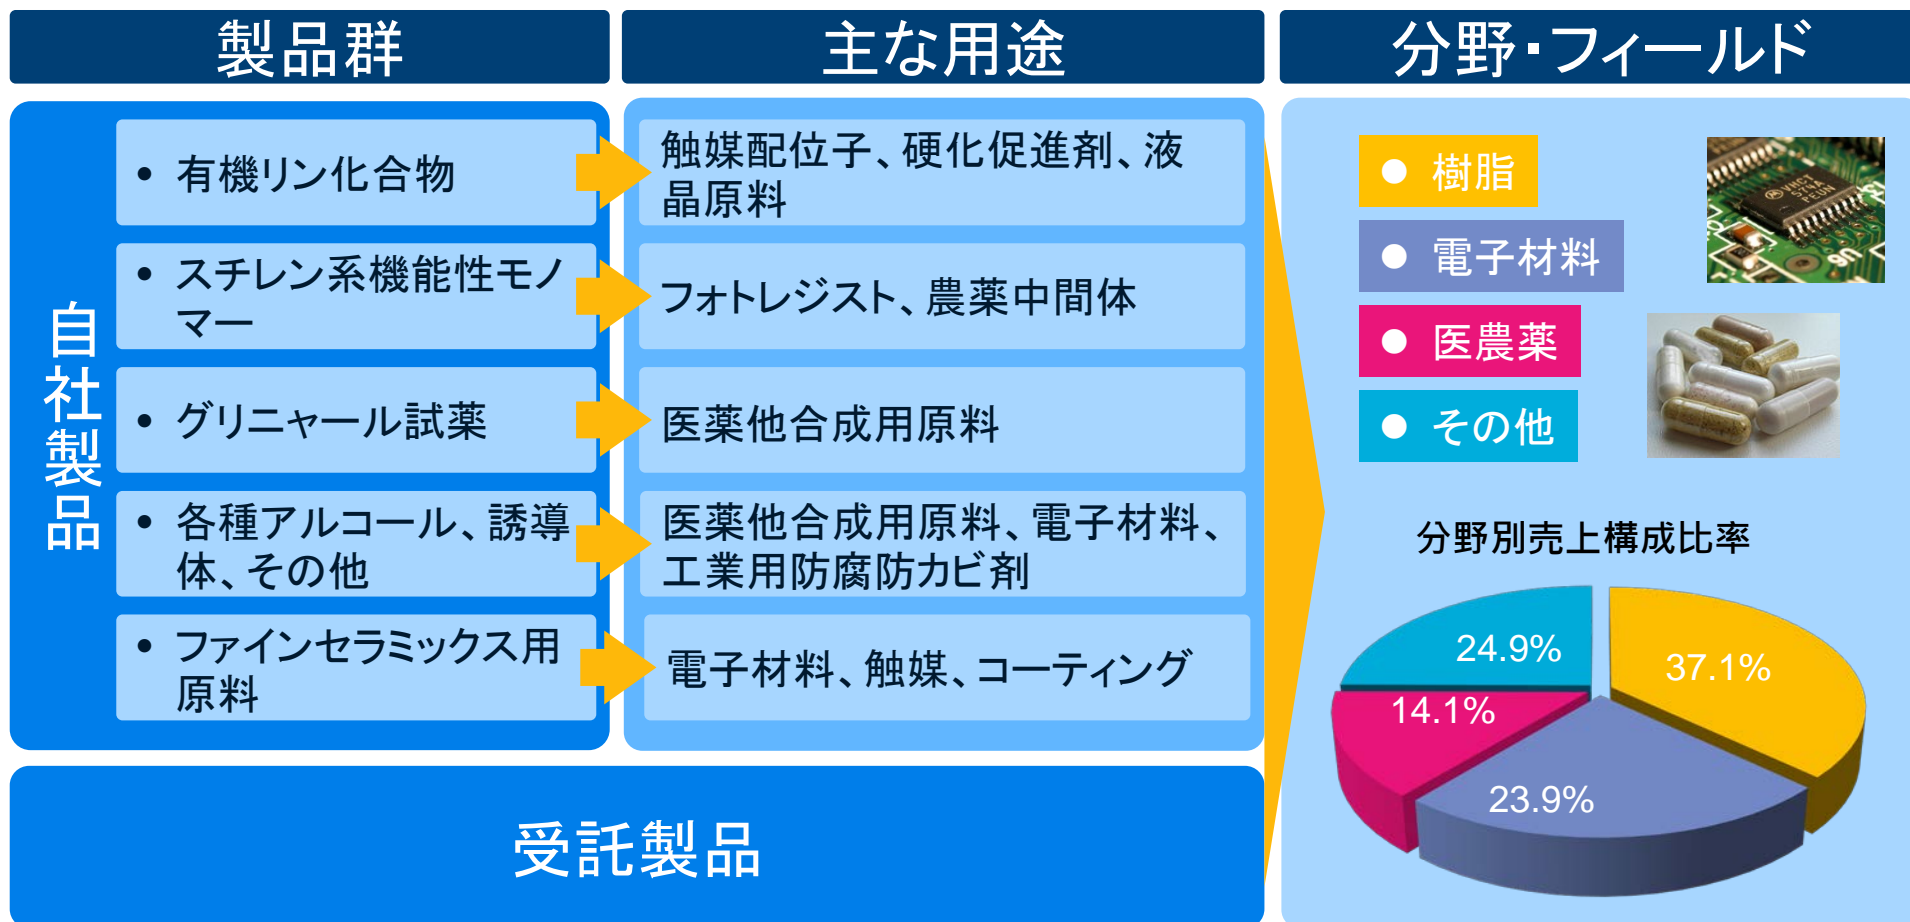 製品群
主な用途
分野・フィールド
自社製品
• 有機リン化合物
触媒配位子、硬化促進剤、液
晶原料
• スチレン系機能性モノ
マー
フォトレジスト、農薬中間体
• グリニャール試薬
医薬他合成用原料
• 各種アルコール、誘導
体、その他
医薬他合成用原料、電子材料、
工業用防腐防カビ剤
• ファインセラミックス用
原料
電子材料、触媒、コーティング
受託製品
● 樹脂
● 電子材料
● 医農薬
● その他
分野別売上構成比率
24.9%
37.1%
14.1%
23.9%